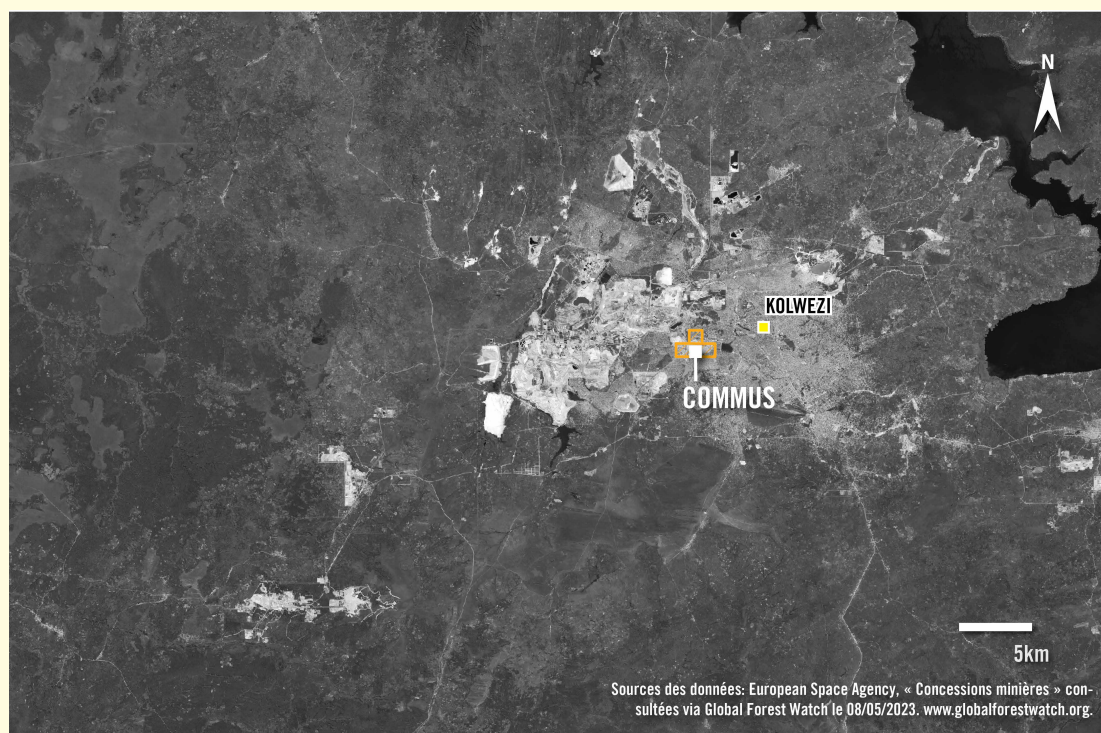 N
KOLWEZI
COMMUS
5km
Sources des données: European Space Agency, « Concessions minières » con-
sultées via Global Forest Watch le 08/05/2023. www.globalforestwatch.org.